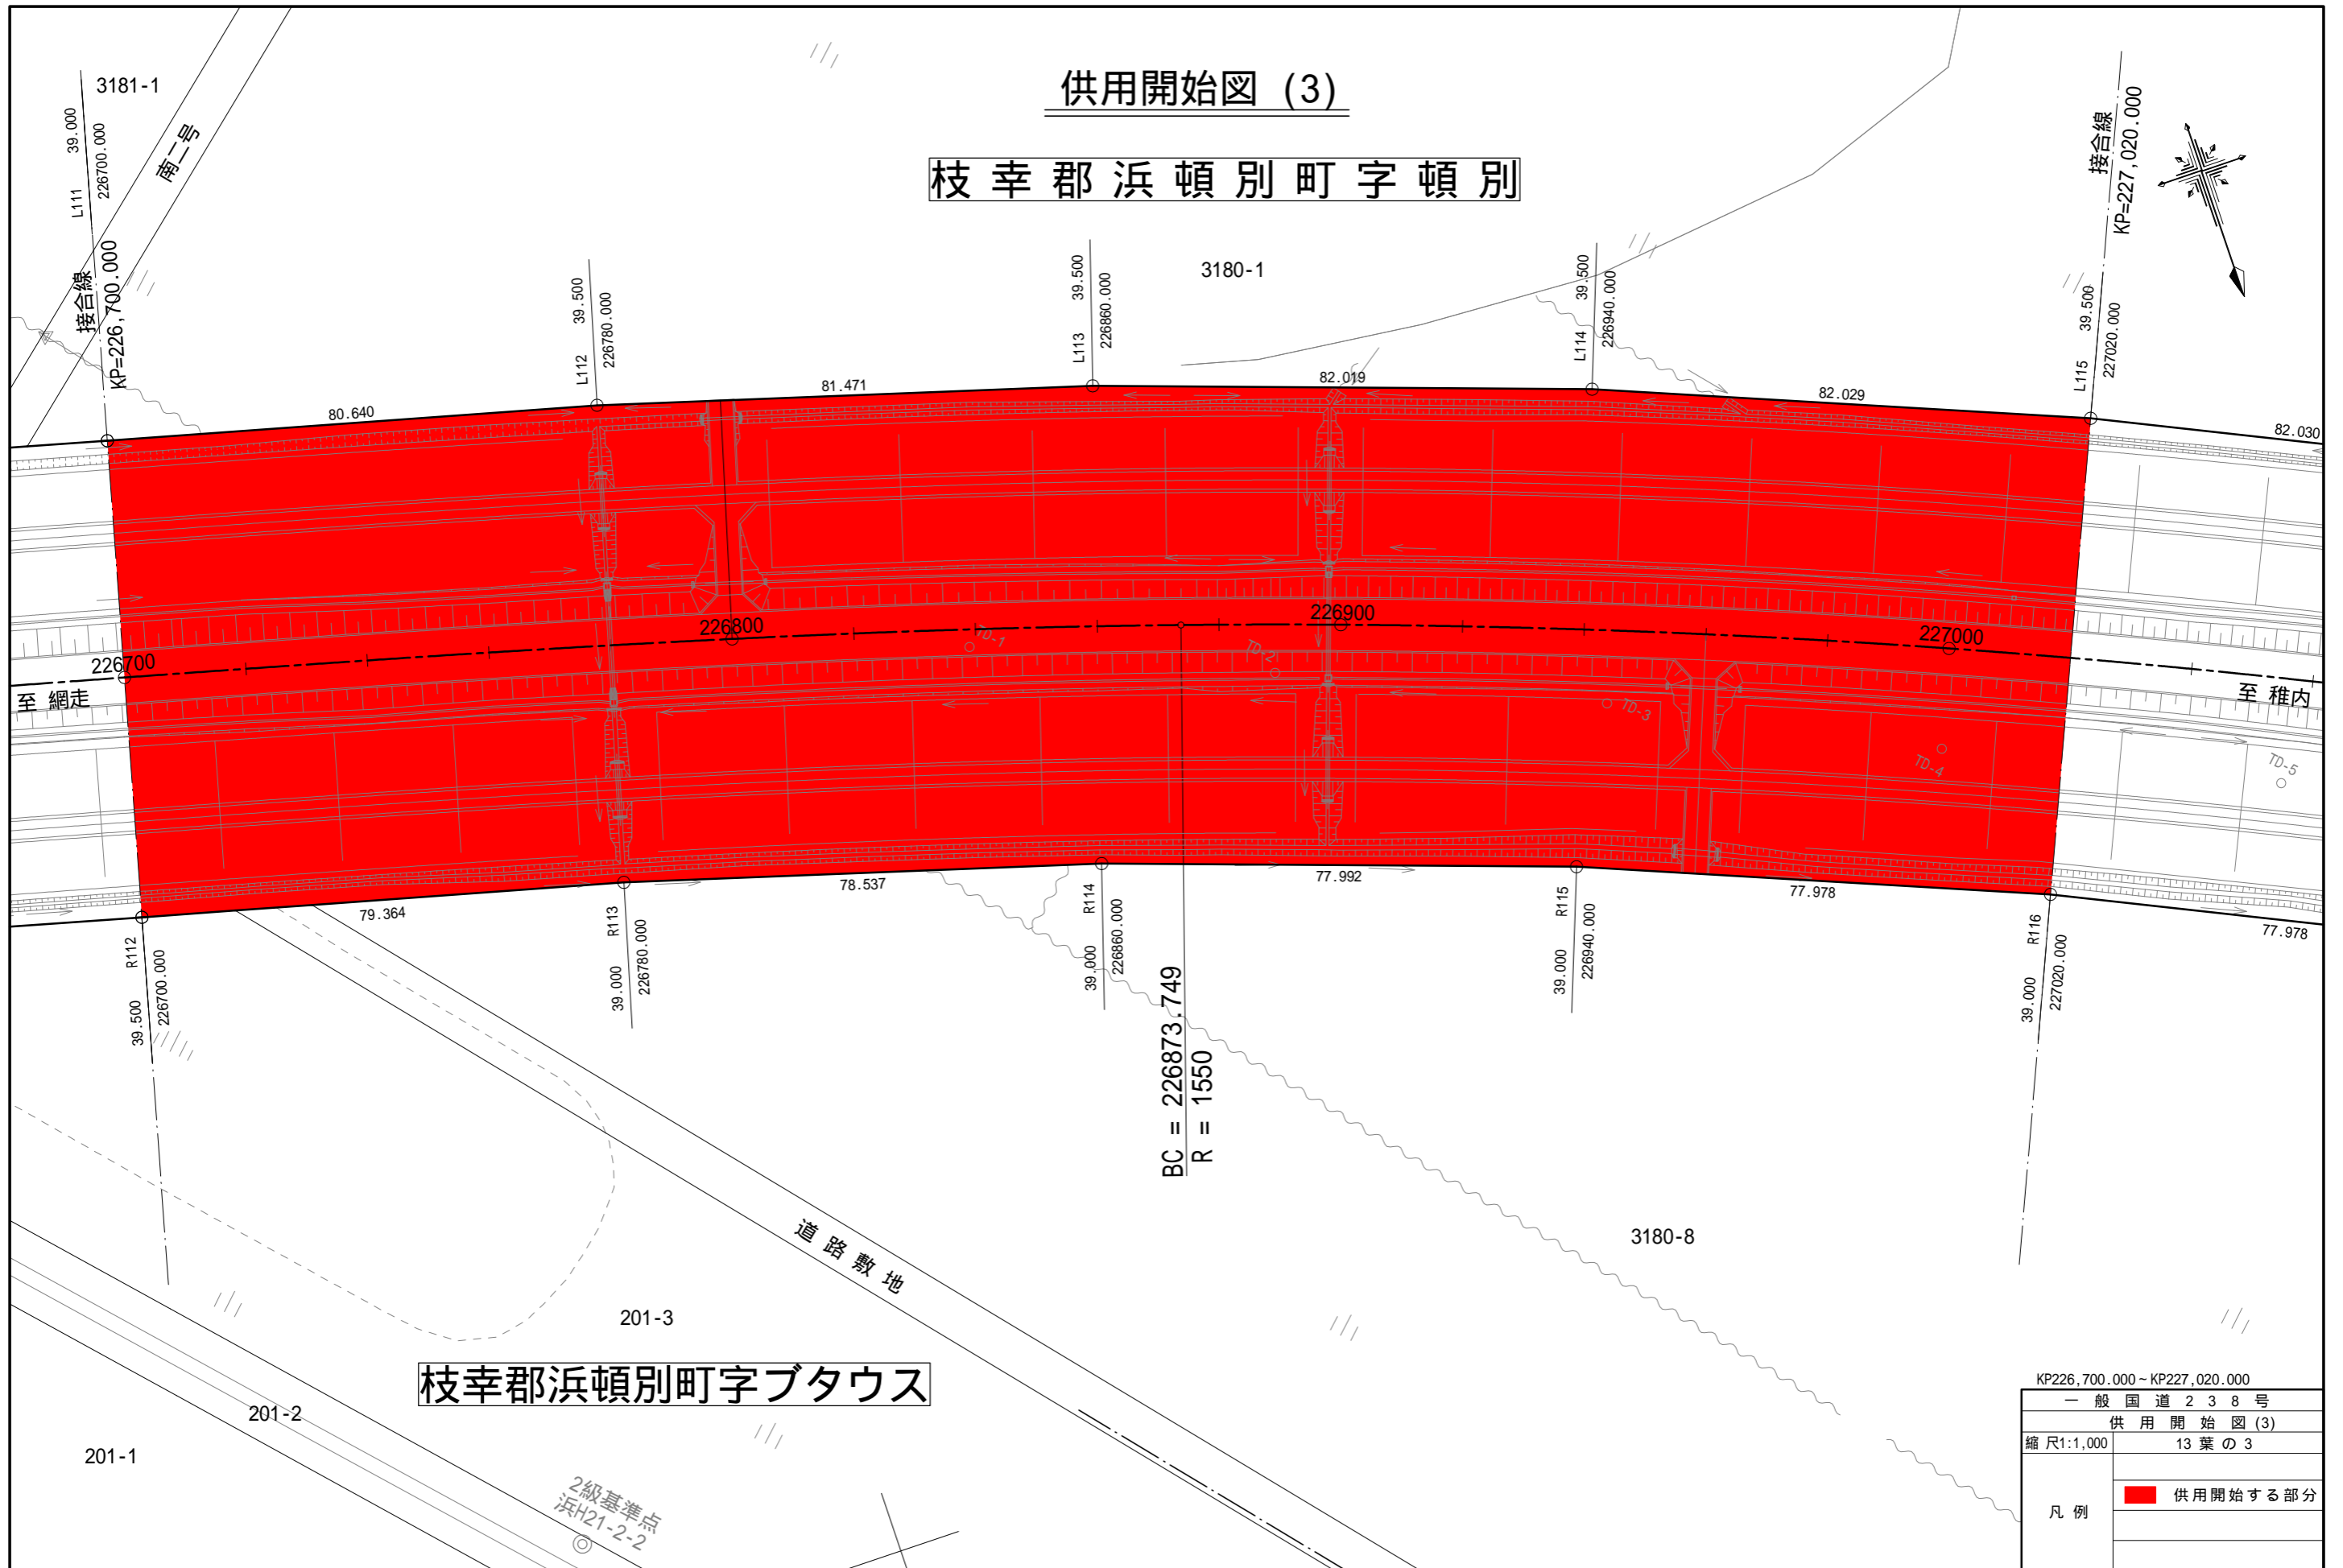 供用開始図 (3)
枝幸郡浜頓別町字頓別
3181-1
南二号
L111
39.000
226700.000
接合線
KP=226,700.000
L112
39.500
226780.000
L113
39.500
226860.000
3180-1
L114
39.500
226940.000
接合線
KP=227,020.000
L115
39.500
227020.000
80.640
81.471
82.019
82.029
82.030
226700
226800
226900
227000
至 網走
至 稚内
TD-1
TD-2
TD-3
TD-4
TD-5
79.364
78.537
77.992
77.978
77.978
R112
39.500
226700.000
R113
39.000
226780.000
R114
39.000
226860.000
BC = 226873.749
R = 1550
R115
39.000
226940.000
R116
39.000
227020.000
道路敷地
3180-8
201-3
枝幸郡浜頓別町字ブタウス
201-2
201-1
2級基準点
浜H21-2-2
KP226,700.000~KP227,020.000
一般国道238号
供用開始図(3)
縮尺1:1,000
13葉の3
凡例
供用開始する部分